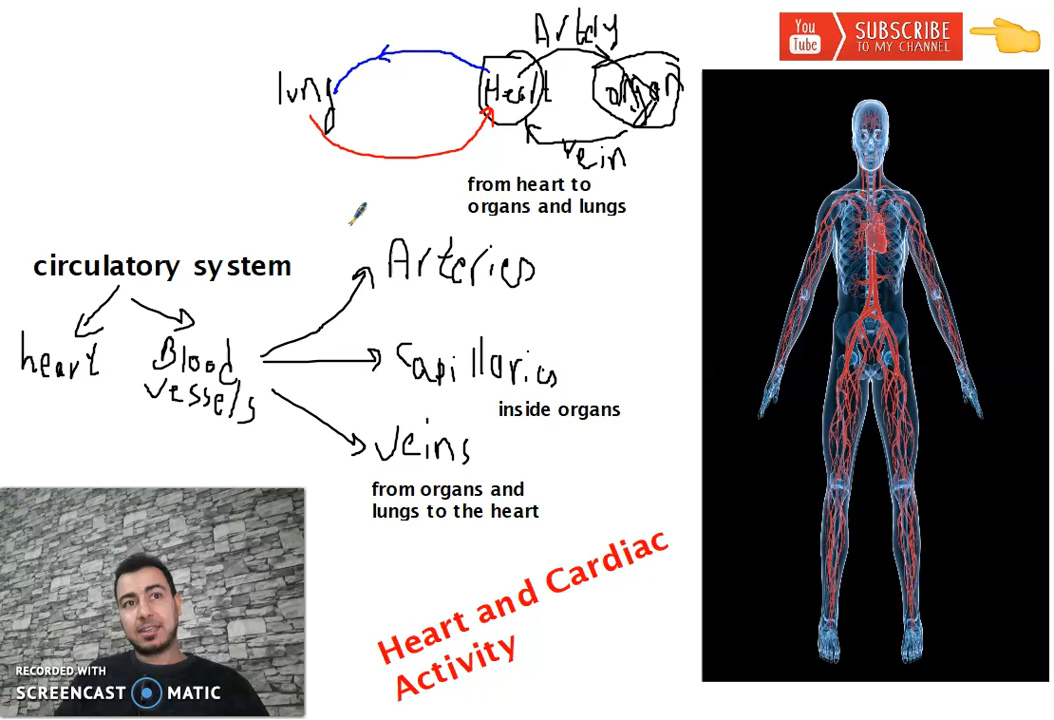 You
Tube
SUBSCRIBE
TO MY CHANNEL
Artely
lung
Heart
organ
vein
from heart to
organs and lungs
circulatory system
Arteries
heart
Blood
vessels
Capillaries
inside organs
veins
from organs and
lungs to the heart
Heart and Cardiac
Activity
RECORDED WITH
SCREENCAST MATIC